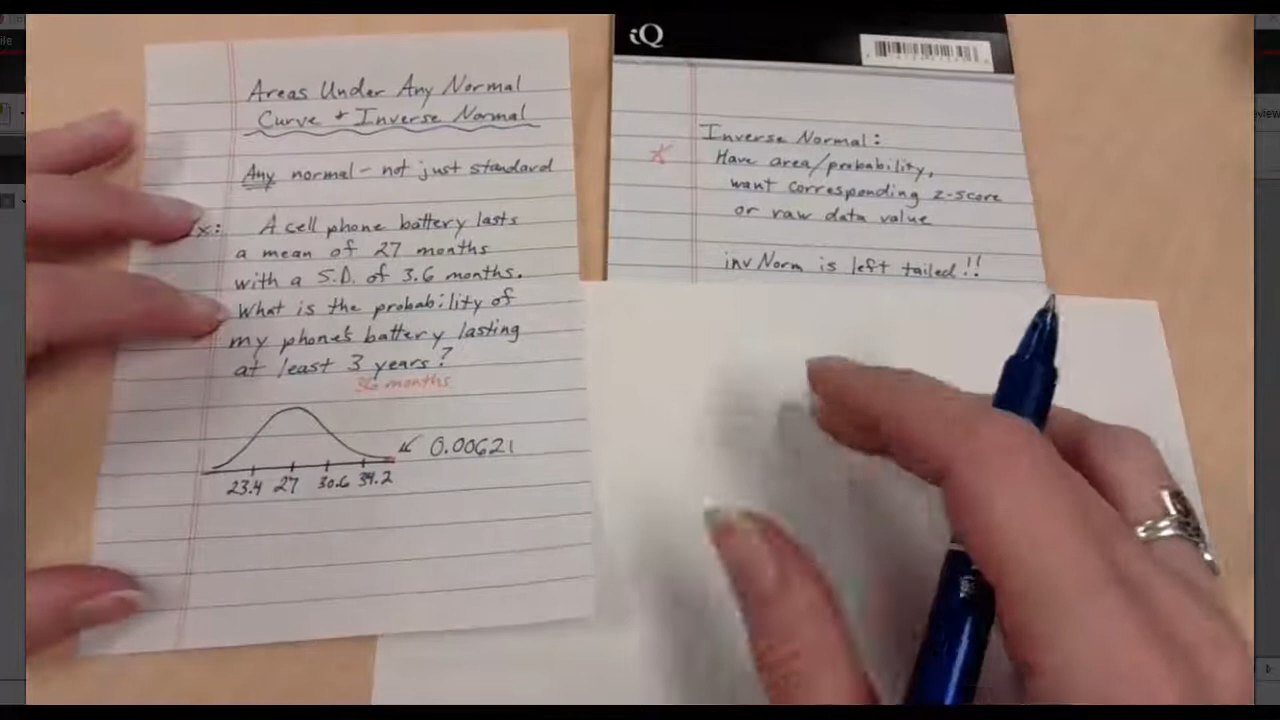 Areas Under Any Normal
Curve + Inverse Normal
Any normal - not just standard
x: A cell phone battery lasts
a mean of 27 months
with a S.D. of 3.6 months.
What is the probability of
my phone's battery lasting
at least 3 years?
36 months
0.00621
23.4 27 30.6 34.2
iQ
Inverse Normal:
Have area/probability,
want corresponding z-score
or raw data value
invNorm is left tailed!!